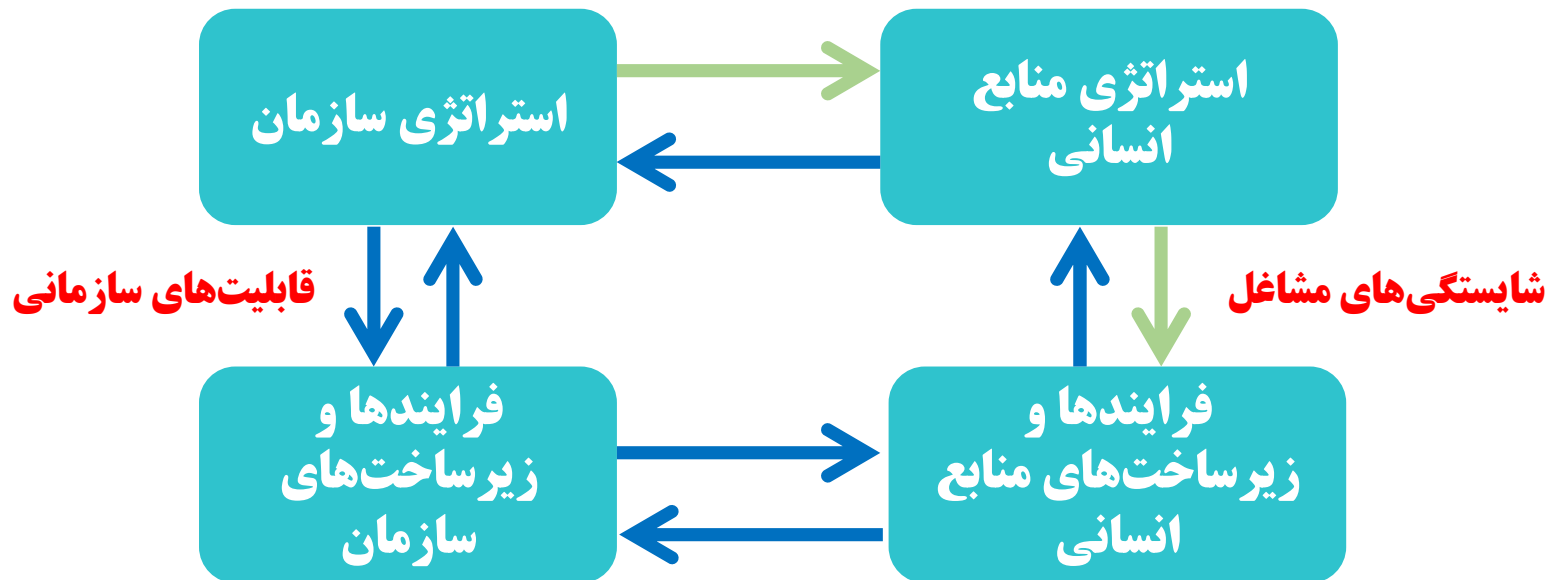 استراتژی منابع
انسانی
استراتژی سازمان
شایستگی‌های مشاغل
قابلیت‌های سازمانی
فرایندها و
زیرساخت‌های منابع
انسانی
فرایندها و
زیرساخت‌های
سازمان